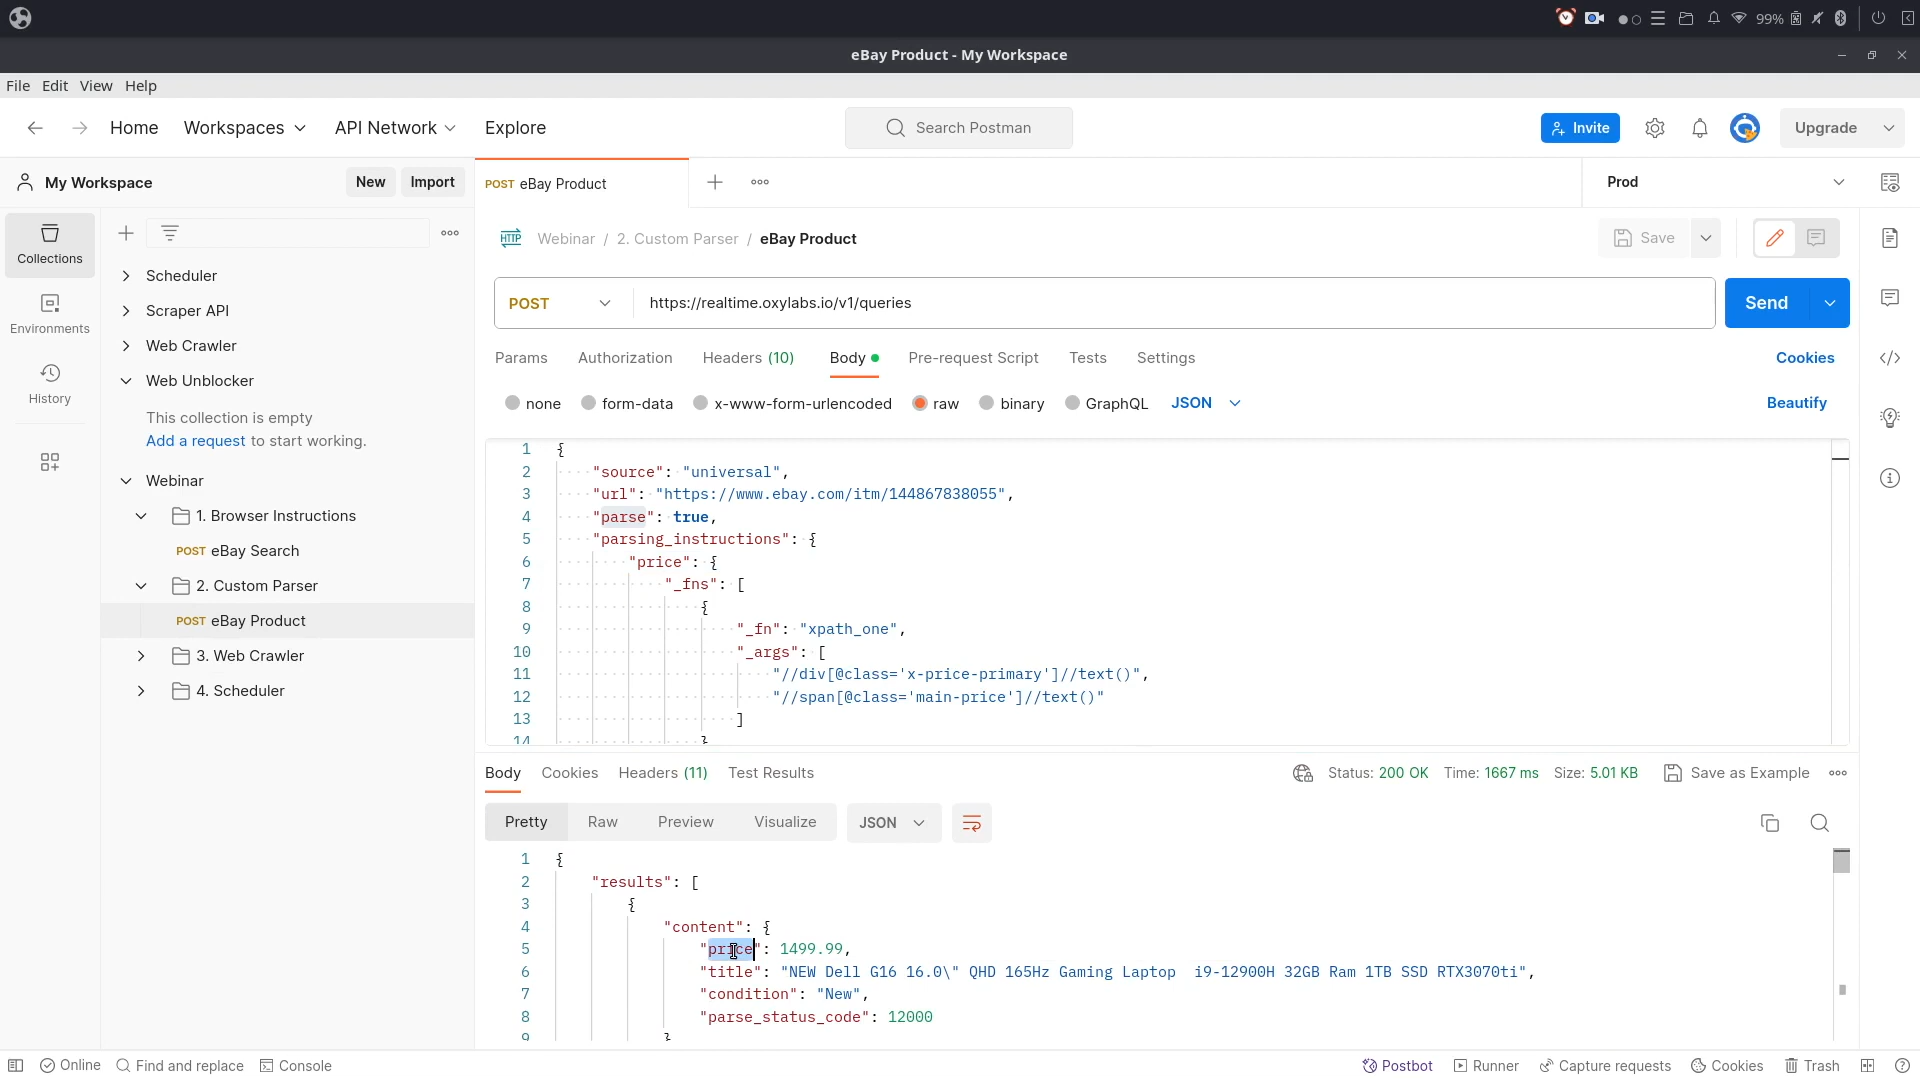 99%
eBay Product - My Workspace
File Edit View Help
Home Workspaces API Network Explore
Search Postman
Invite
Upgrade
My Workspace
New Import
POST eBay Product
Prod
Collections
Environments
History
Scheduler
Scraper API
Web Crawler
Web Unblocker
This collection is empty
Add a request to start working.
Webinar
1. Browser Instructions
POST eBay Search
2. Custom Parser
POST eBay Product
3. Web Crawler
4. Scheduler
HTTP Webinar / 2. Custom Parser / eBay Product
Save
POST https://realtime.oxylabs.io/v1/queries
Send
Params Authorization Headers (10) Body Pre-request Script Tests Settings
Cookies
none form-data x-www-form-urlencoded raw binary GraphQL JSON
Beautify
1 {
2 "source": "universal",
3 "url": "https://www.ebay.com/itm/144867838055",
4 "parse": true,
5 "parsing_instructions": {
6 "price": {
7 "_fns": [
8 {
9 "_fn": "xpath_one",
10 "_args": [
11 "//div[@class='x-price-primary']//text()",
12 "//span[@class='main-price']//text()"
13 ]
14 }
Body Cookies Headers (11) Test Results
Status: 200 OK Time: 1667 ms Size: 5.01 KB Save as Example
Pretty Raw Preview Visualize JSON
1 {
2 "results": [
3 {
4 "content": {
5 "price": 1499.99,
6 "title": "NEW Dell G16 16.0\" QHD 165Hz Gaming Laptop  i9-12900H 32GB Ram 1TB SSD RTX3070ti",
7 "condition": "New",
8 "parse_status_code": 12000
9 }
Online Find and replace Console
Postbot Runner Capture requests Cookies Trash